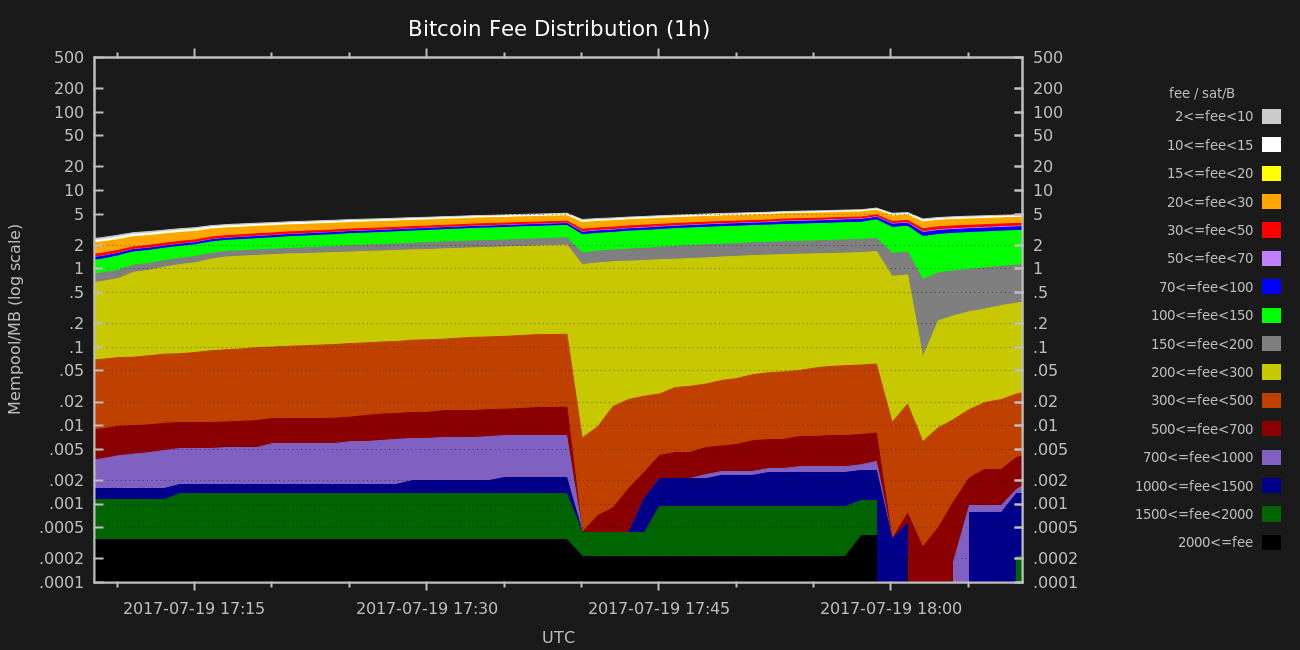 Bitcoin Fee Distribution (1h)
Mempool/MB (log scale)
500
200
100
50
20
10
5
2
1
.5
.2
.1
.05
.02
.01
.005
.002
.001
.0005
.0002
.0001
500
200
100
50
20
10
5
2
1
.5
.2
.1
.05
.02
.01
.005
.002
.001
.0005
.0002
.0001
2017-07-19 17:15
2017-07-19 17:30
2017-07-19 17:45
2017-07-19 18:00
UTC
fee / sat/B
2<=fee<10
10<=fee<15
15<=fee<20
20<=fee<30
30<=fee<50
50<=fee<70
70<=fee<100
100<=fee<150
150<=fee<200
200<=fee<300
300<=fee<500
500<=fee<700
700<=fee<1000
1000<=fee<1500
1500<=fee<2000
2000<=fee